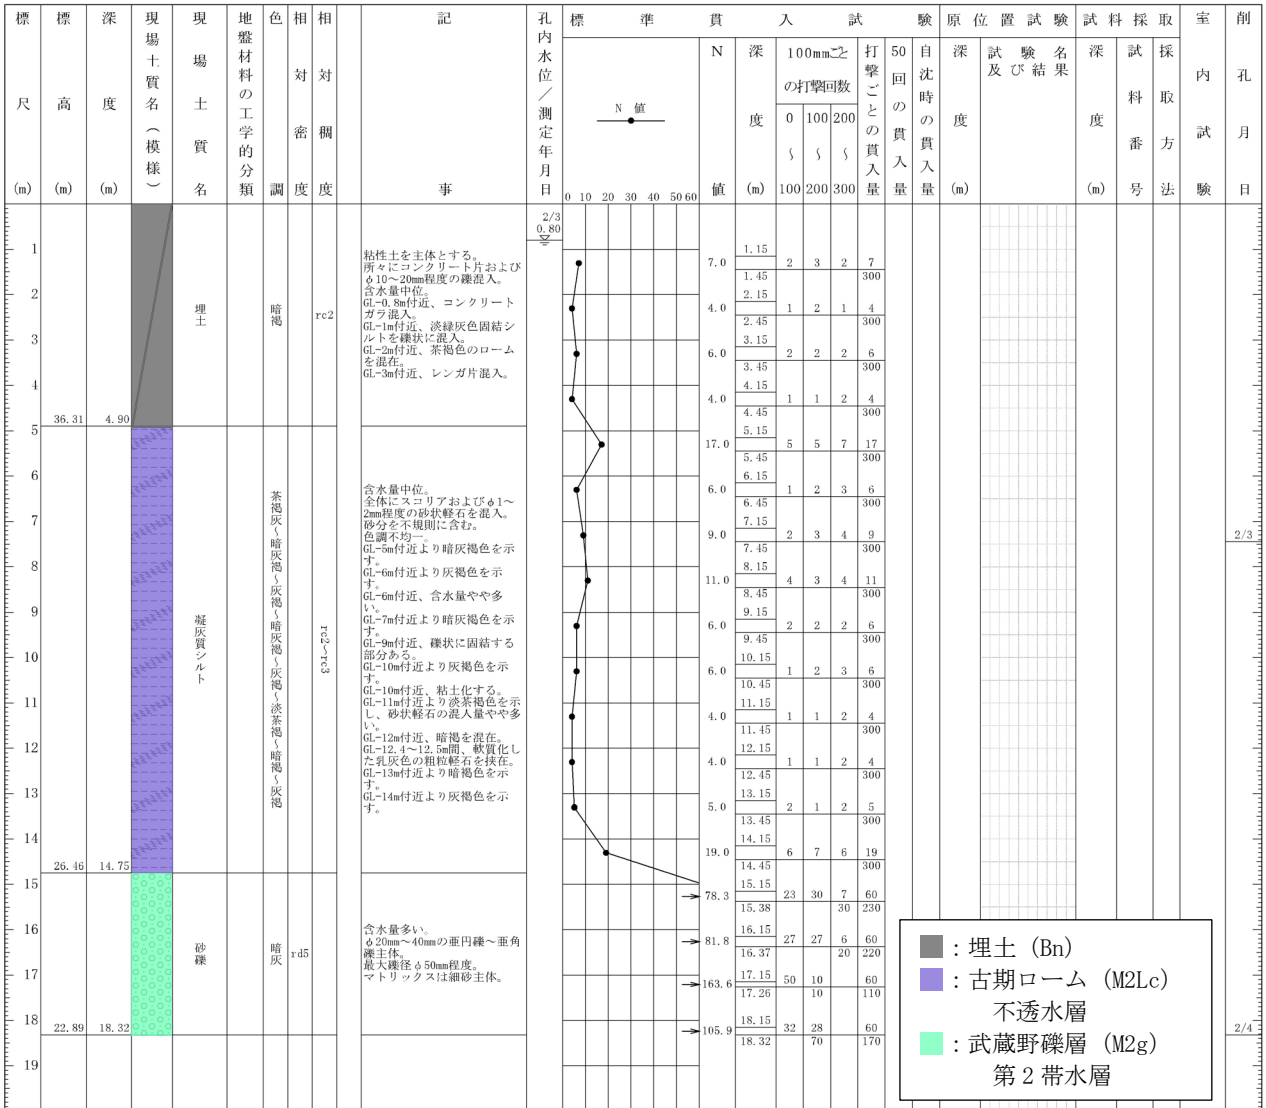 標尺(m)
標高(m)
深度(m)
現場土質名(模様)
現場土質名
地盤材料の工学的分類
色調
相対密度
相対稠度
記事
孔内水位／測定年月日
標準貫入試験
N 値
0 10 20 30 40 50 60
N値
深度(m)
100mmごと
の打撃回数
0 100 200
～ ～ ～
100 200 300
打撃ごとの貫入量
50回の貫入量
自沈時の貫入量
原位置試験
深度(m)
試験名
及び結果
試料採取
深度(m)
試料番号
採取方法
室内試験
削孔月日
1
2
3
4
5
6
7
8
9
10
11
12
13
14
15
16
17
18
19
36.31 4.90
埋土
暗褐
rc2
粘性土を主体とする。
所々にコンクリート片および
φ10～20mm程度の礫混入。
含水量中位。
GL-0.8m付近、コンクリート
ガラ混入。
GL-1m付近、淡緑灰色固結シ
ルトを礫状に混入。
GL-2m付近、茶褐色のローム
を混在。
GL-3m付近、レンガ片混入。
26.46 14.75
凝灰質シルト
茶褐灰～暗灰褐～灰褐～暗灰褐～灰褐～淡茶褐～暗褐～灰褐
rc2～rc3
含水量中位。
全体にスコリアおよびφ1～
2mm程度の砂状軽石を混入。
砂分を不規則に含む。
色調不均一。
GL-5m付近より暗灰褐色を示
す。
GL-6m付近より灰褐色を示
す。
GL-6m付近、含水量やや多
い。
GL-7m付近より暗灰褐色を示
す。
GL-9m付近、礫状に固結する
部分ある。
GL-10m付近より灰褐色を示
す。
GL-10m付近、粘土化する。
GL-11m付近より淡茶褐色を示
し、砂状軽石の混入量やや多
い。
GL-12m付近、暗褐を混在。
GL-12.4～12.5m間、軟質化し
た乳灰色の粗粒軽石を挟在。
GL-13m付近より暗褐色を示
す。
GL-14m付近より灰褐色を示
す。
22.89 18.32
砂礫
暗灰
rd5
含水量多い。
φ20mm～40mmの亜円礫～亜角
礫主体。
最大礫径φ50mm程度。
マトリックスは細砂主体。
2/3
0.80
7.0 1.15 2 3 2 7
1.45 300
4.0 2.15 1 2 1 4
2.45 300
6.0 3.15 2 2 2 6
3.45 300
4.0 4.15 1 1 2 4
4.45 300
17.0 5.15 5 5 7 17
5.45 300
6.0 6.15 1 2 3 6
6.45 300
9.0 7.15 2 3 4 9
7.45 300
11.0 8.15 4 3 4 11
8.45 300
6.0 9.15 2 2 2 6
9.45 300
6.0 10.15 1 2 3 6
10.45 300
4.0 11.15 1 1 2 4
11.45 300
4.0 12.15 1 1 2 4
12.45 300
5.0 13.15 2 1 2 5
13.45 300
19.0 14.15 6 7 6 19
14.45 300
78.3 15.15 23 30 7 60
15.38 30 230
81.8 16.15 27 27 6 60
16.37 20 220
163.6 17.15 50 10 60
17.26 10 110
105.9 18.15 32 28 60
18.32 70 170
2/3
2/4
：埋土 (Bn)
：古期ローム (M2Lc)
不透水層
：武蔵野礫層 (M2g)
第2帯水層